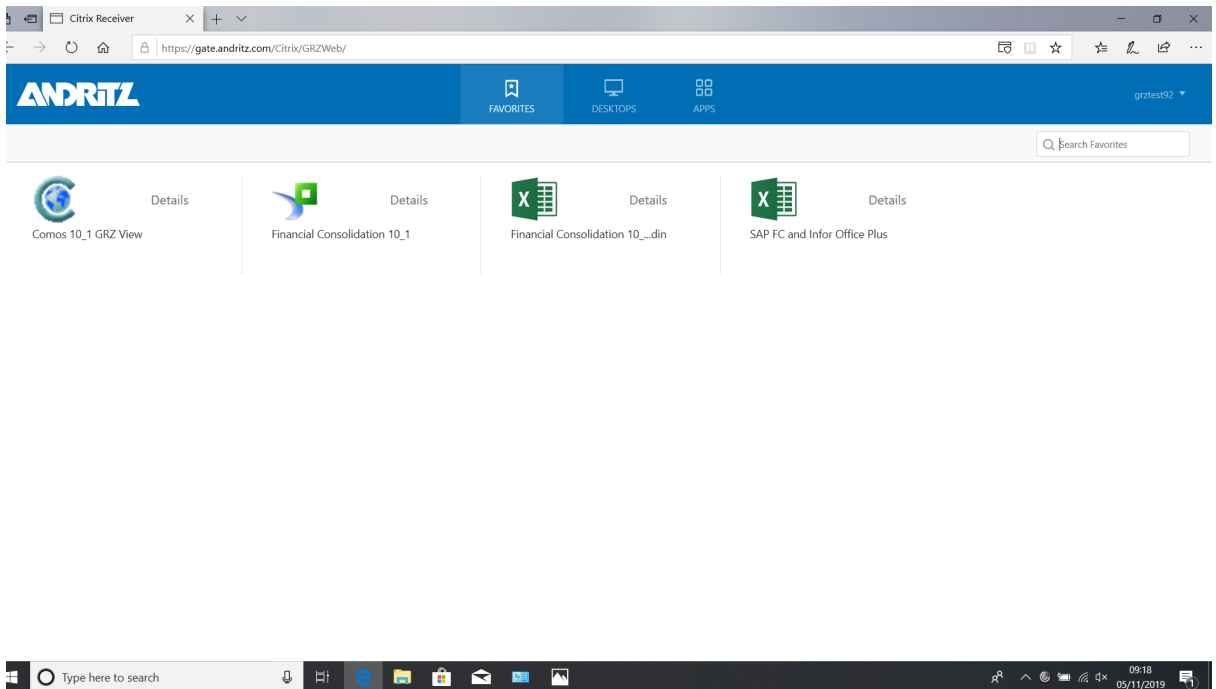 Citrix Receiver
https://gate.andritz.com/Citrix/GRZWeb/
ANDRITZ
FAVORITES
DESKTOPS
APPS
grztest92
Search Favorites
Details
Comos 10_1 GRZ View
Details
Financial Consolidation 10_1
Details
Financial Consolidation 10_...din
Details
SAP FC and Infor Office Plus
Type here to search
09:18
05/11/2019
1